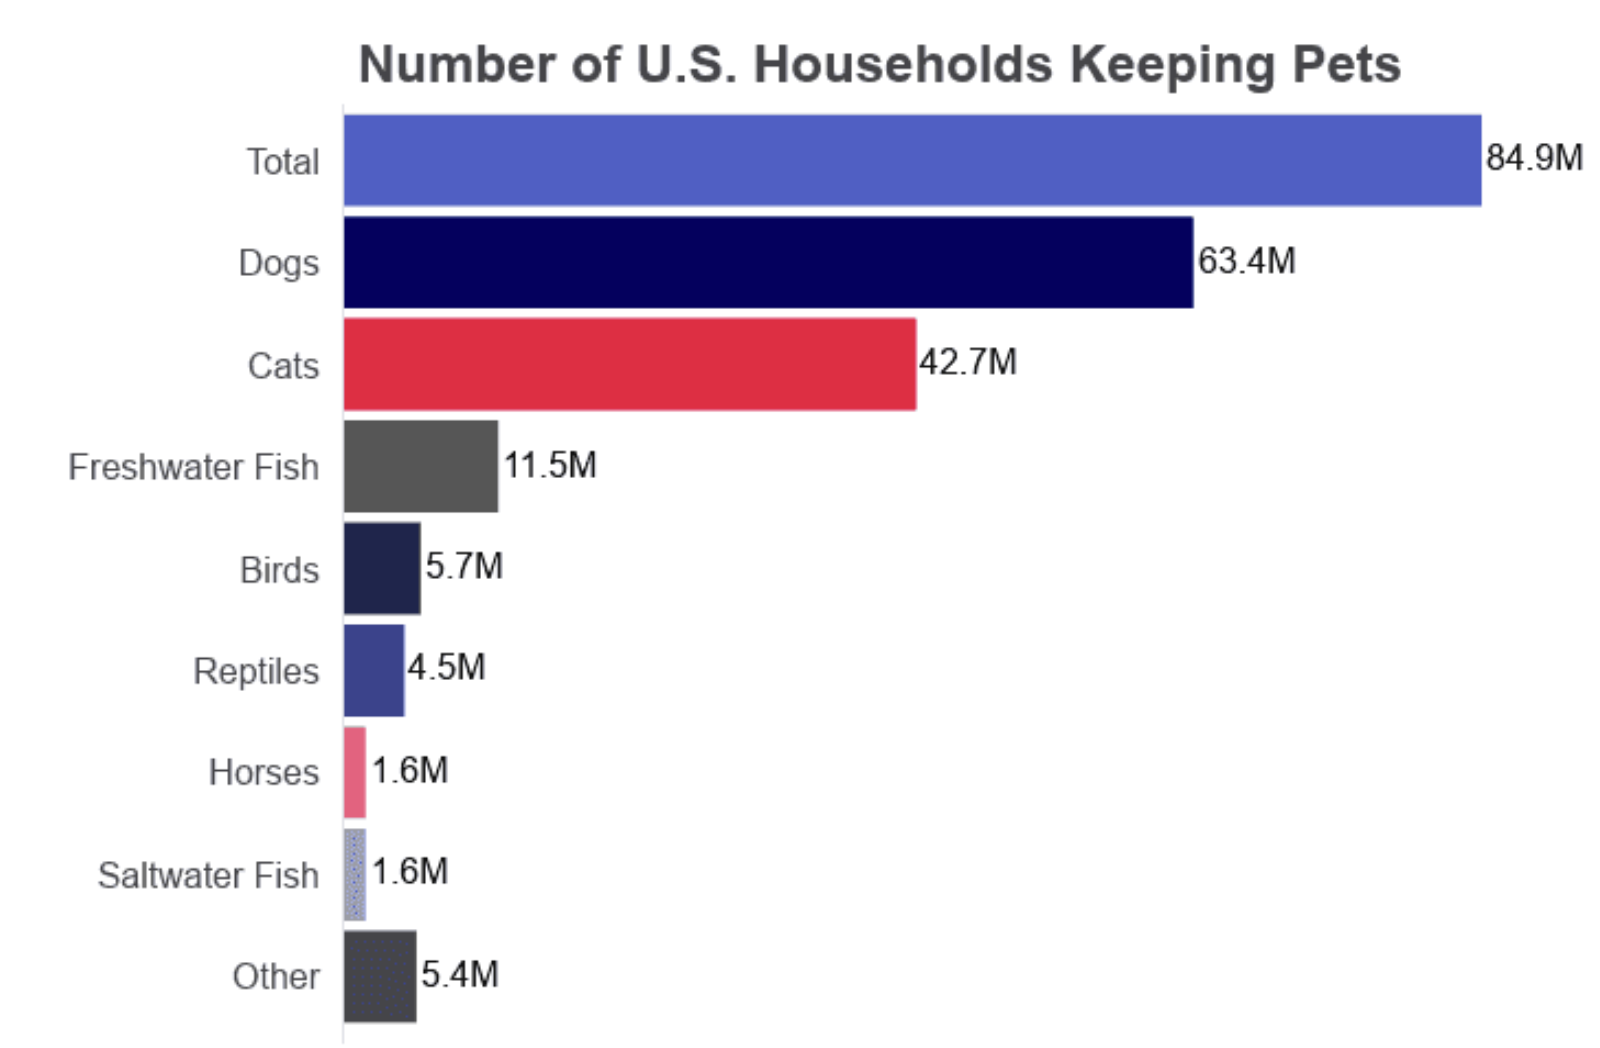 Number of U.S. Households Keeping Pets
Total 84.9M
Dogs 63.4M
Cats 42.7M
Freshwater Fish 11.5M
Birds 5.7M
Reptiles 4.5M
Horses 1.6M
Saltwater Fish 1.6M
Other 5.4M